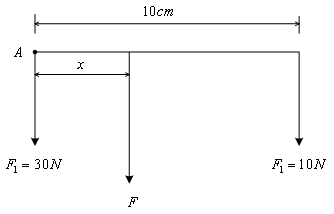 10cm
A
x
F₁ = 30N
F₁ = 10N
F